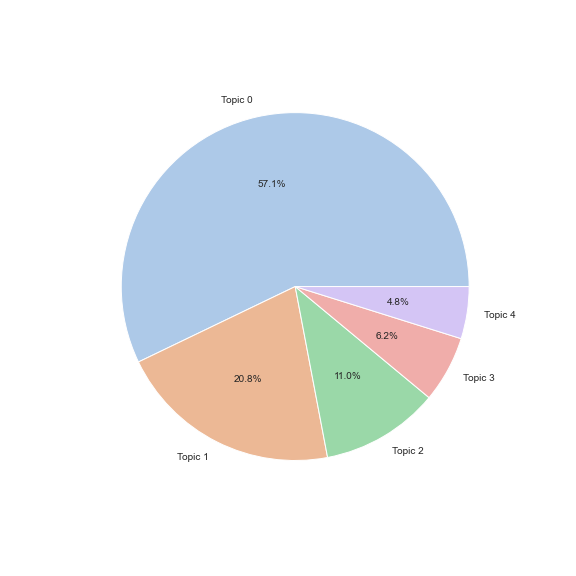 Topic 0
57.1%
4.8%
Topic 4
6.2%
11.0%
Topic 3
20.8%
Topic 2
Topic 1